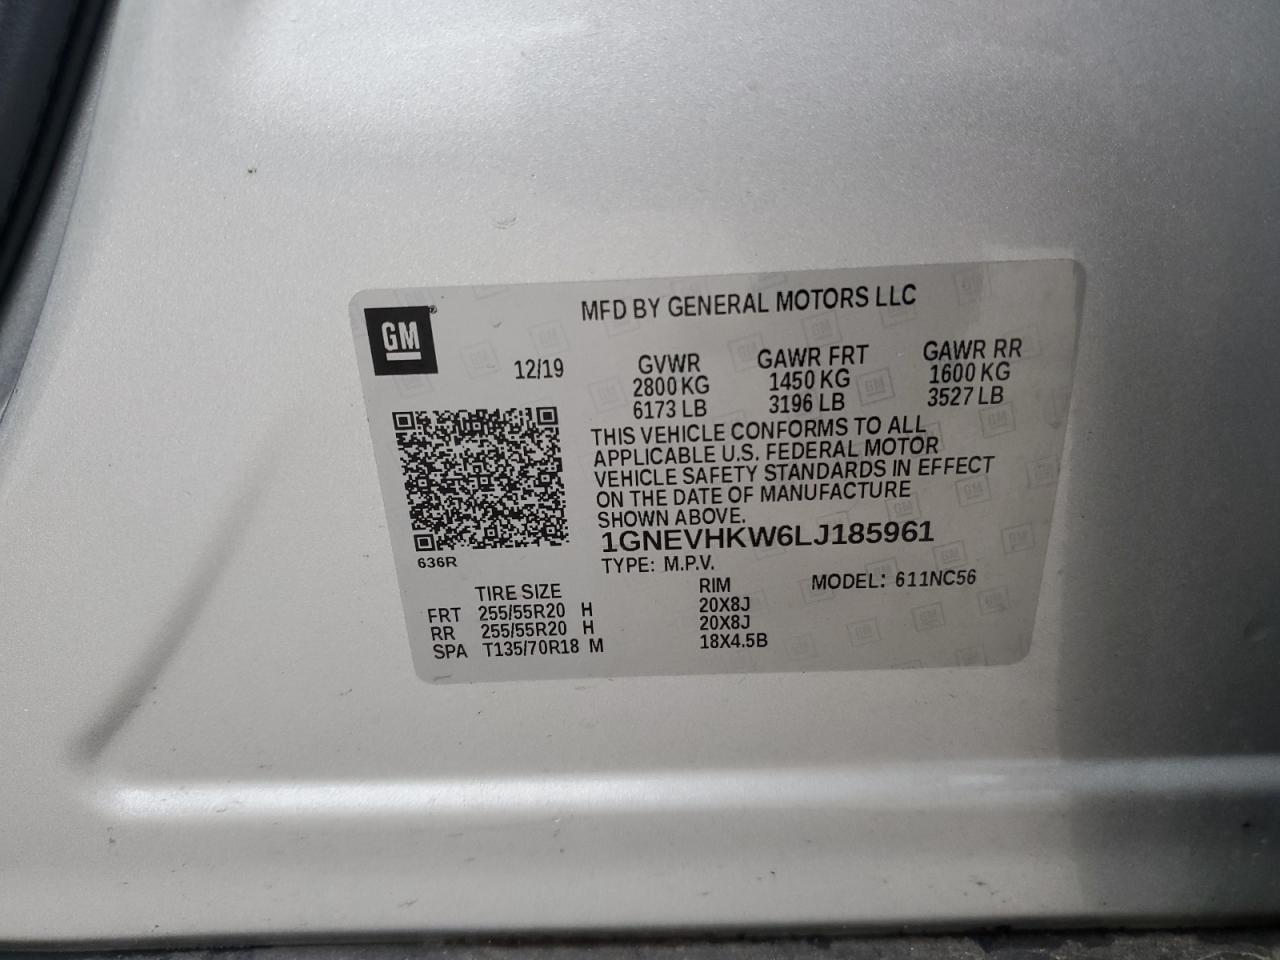 GM
MFD BY GENERAL MOTORS LLC
12/19
GVWR GAWR FRT GAWR RR
2800 KG 1450 KG 1600 KG
6173 LB 3196 LB 3527 LB
THIS VEHICLE CONFORMS TO ALL
APPLICABLE U.S. FEDERAL MOTOR
VEHICLE SAFETY STANDARDS IN EFFECT
ON THE DATE OF MANUFACTURE
SHOWN ABOVE.
1GNEVHKW6LJ185961
636R
TYPE: M.P.V.
TIRE SIZE RIM MODEL: 611NC56
FRT 255/55R20 H 20X8J
RR 255/55R20 H 20X8J
SPA T135/70R18 M 18X4.5B